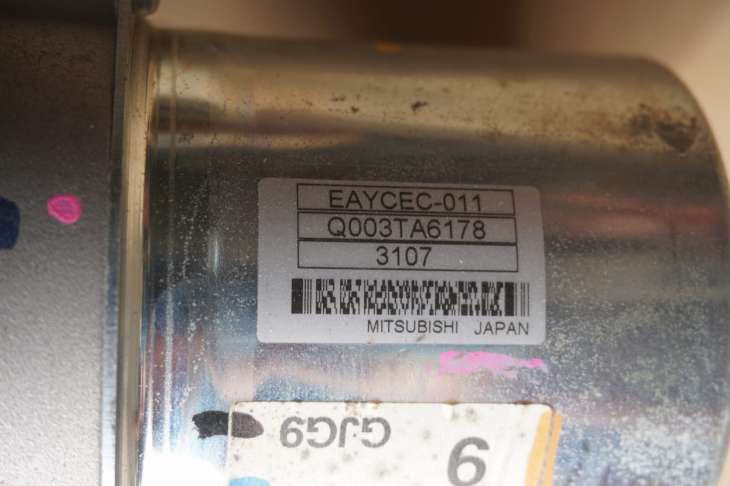 EAYCEC-011
Q003TA6178
3107
MITSUBISHI JAPAN
GJG9
9